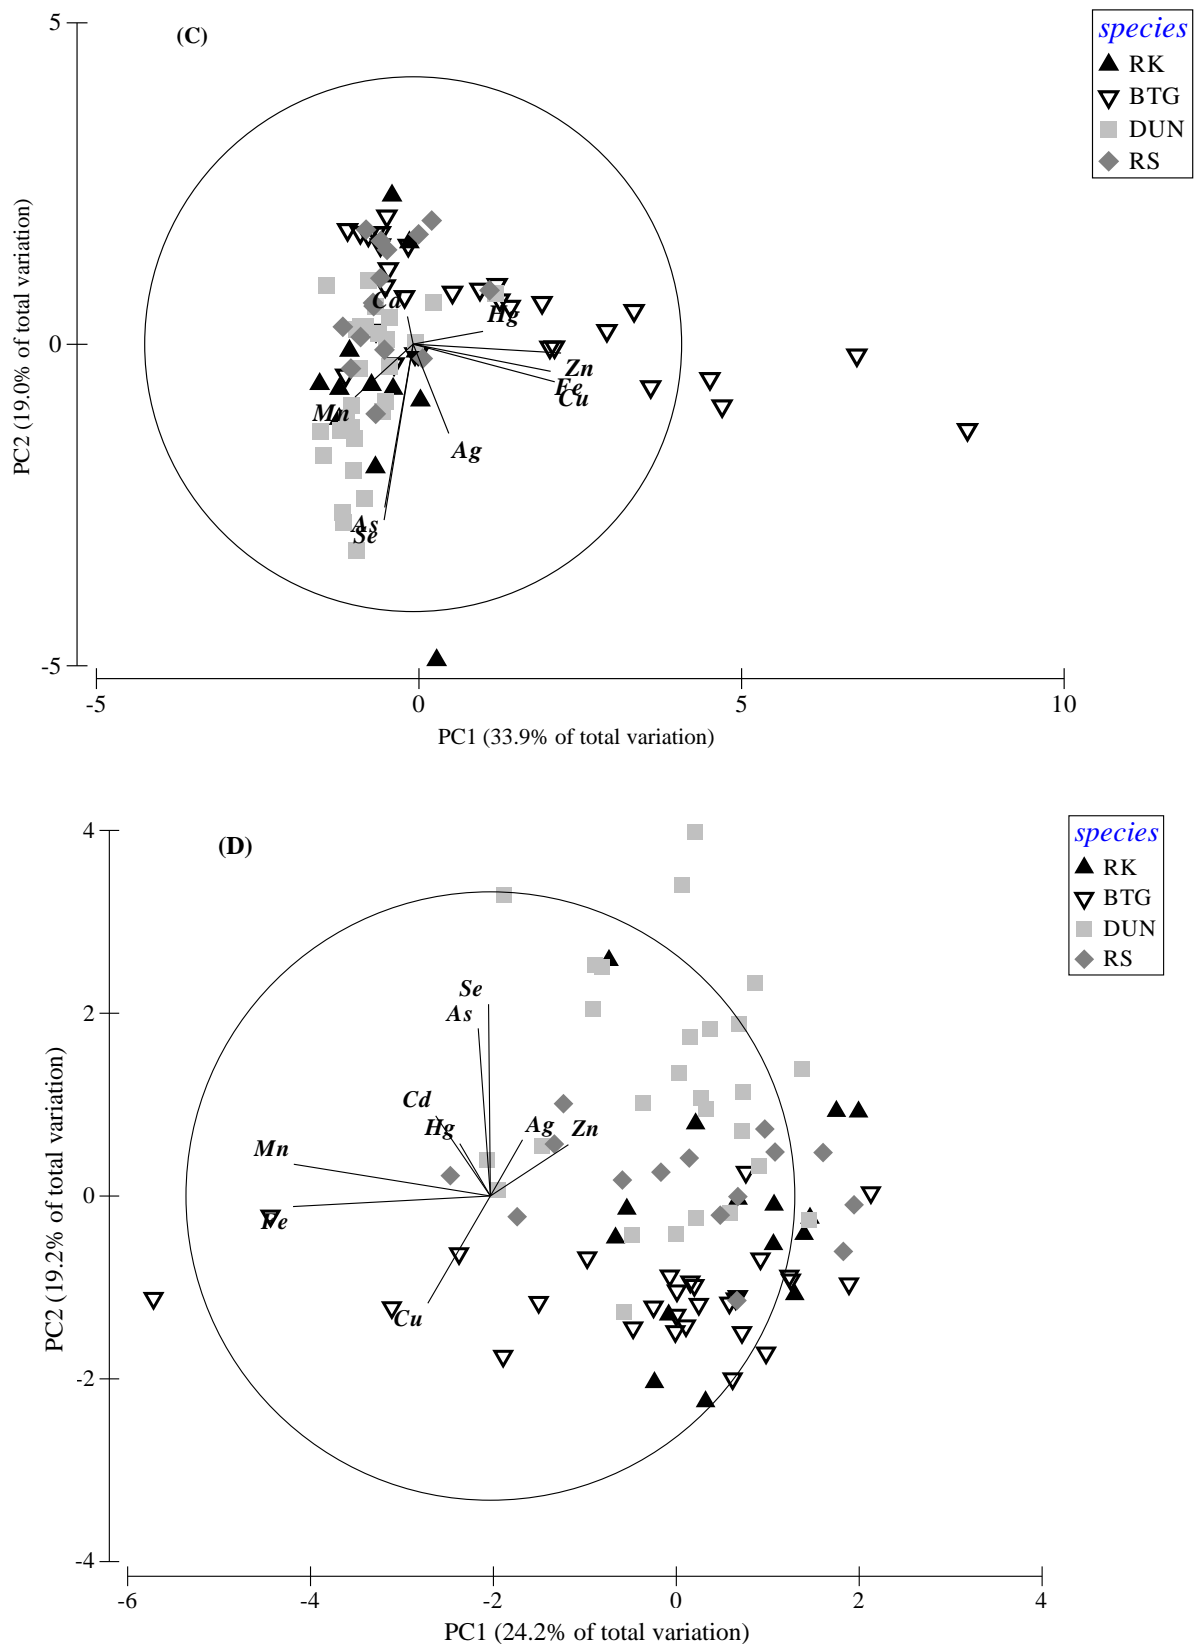 (C)
species
RK
BTG
DUN
RS
5
0
-5
PC2 (19.0% of total variation)
Cd
Hg
Zn
Fe
Cu
Mn
Ag
As
Se
-5
0
5
10
PC1 (33.9% of total variation)
(D)
species
RK
BTG
DUN
RS
4
2
0
-2
-4
PC2 (19.2% of total variation)
Se
As
Cd
Hg
Ag
Zn
Mn
Fe
Cu
-6
-4
-2
0
2
4
PC1 (24.2% of total variation)